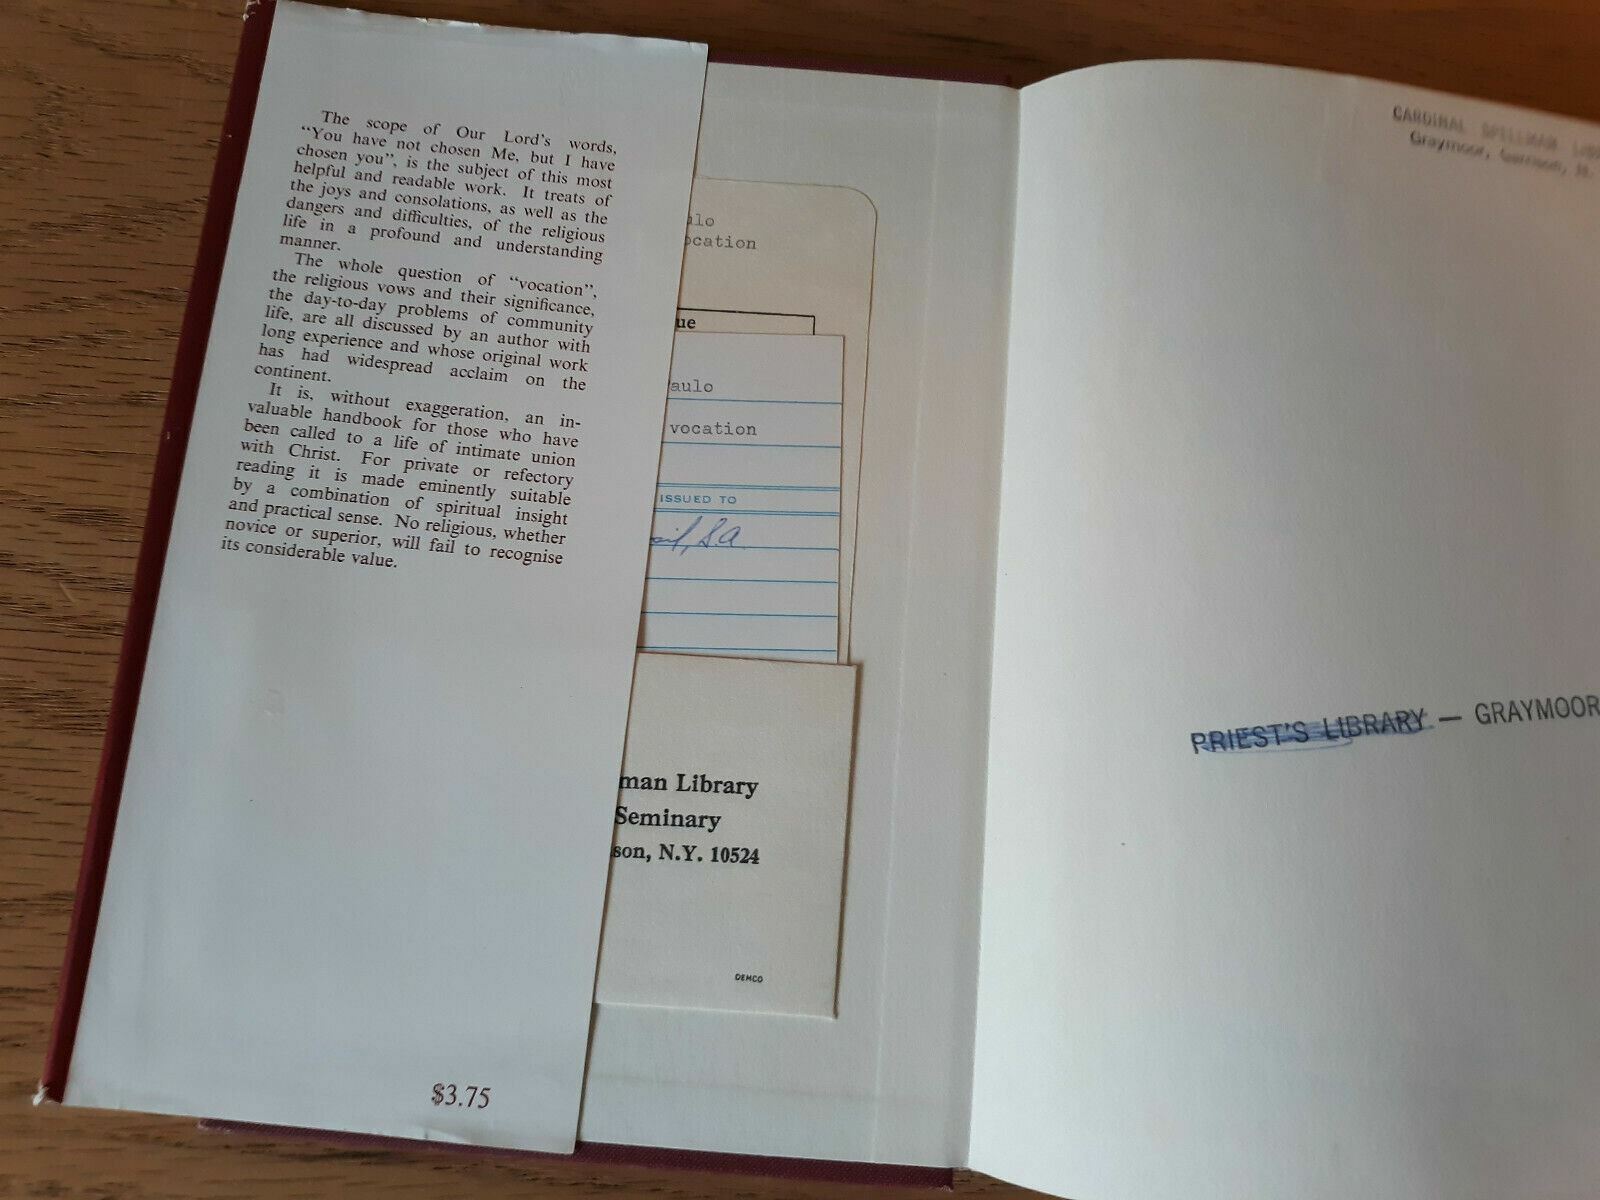 The scope of Our Lord's words,
“You have not chosen Me, but I have
chosen you”, is the subject of this most
helpful and readable work. It treats of
the joys and consolations, as well as the
dangers and difficulties, of the religious
life in a profound and understanding
manner.
The whole question of “vocation”,
the religious vows and their significance,
the day-to-day problems of community
life, are all discussed by an author with
long experience and whose original work
has had widespread acclaim on the
continent.
It is, without exaggeration, an in-
valuable handbook for those who have
been called to a life of intimate union
with Christ. For private or refectory
reading it is made eminently suitable
by a combination of spiritual insight
and practical sense. No religious, whether
novice or superior, will fail to recognise
its considerable value.
$3.75
ulo
ocation
ue
aulo
vocation
ISSUED TO
S.A.
man Library
Seminary
son, N.Y. 10524
DEMCO
CARDINAL SPELLMAN
Graymoor, Garrison, N.
PRIEST'S LIBRARY — GRAYMOOR